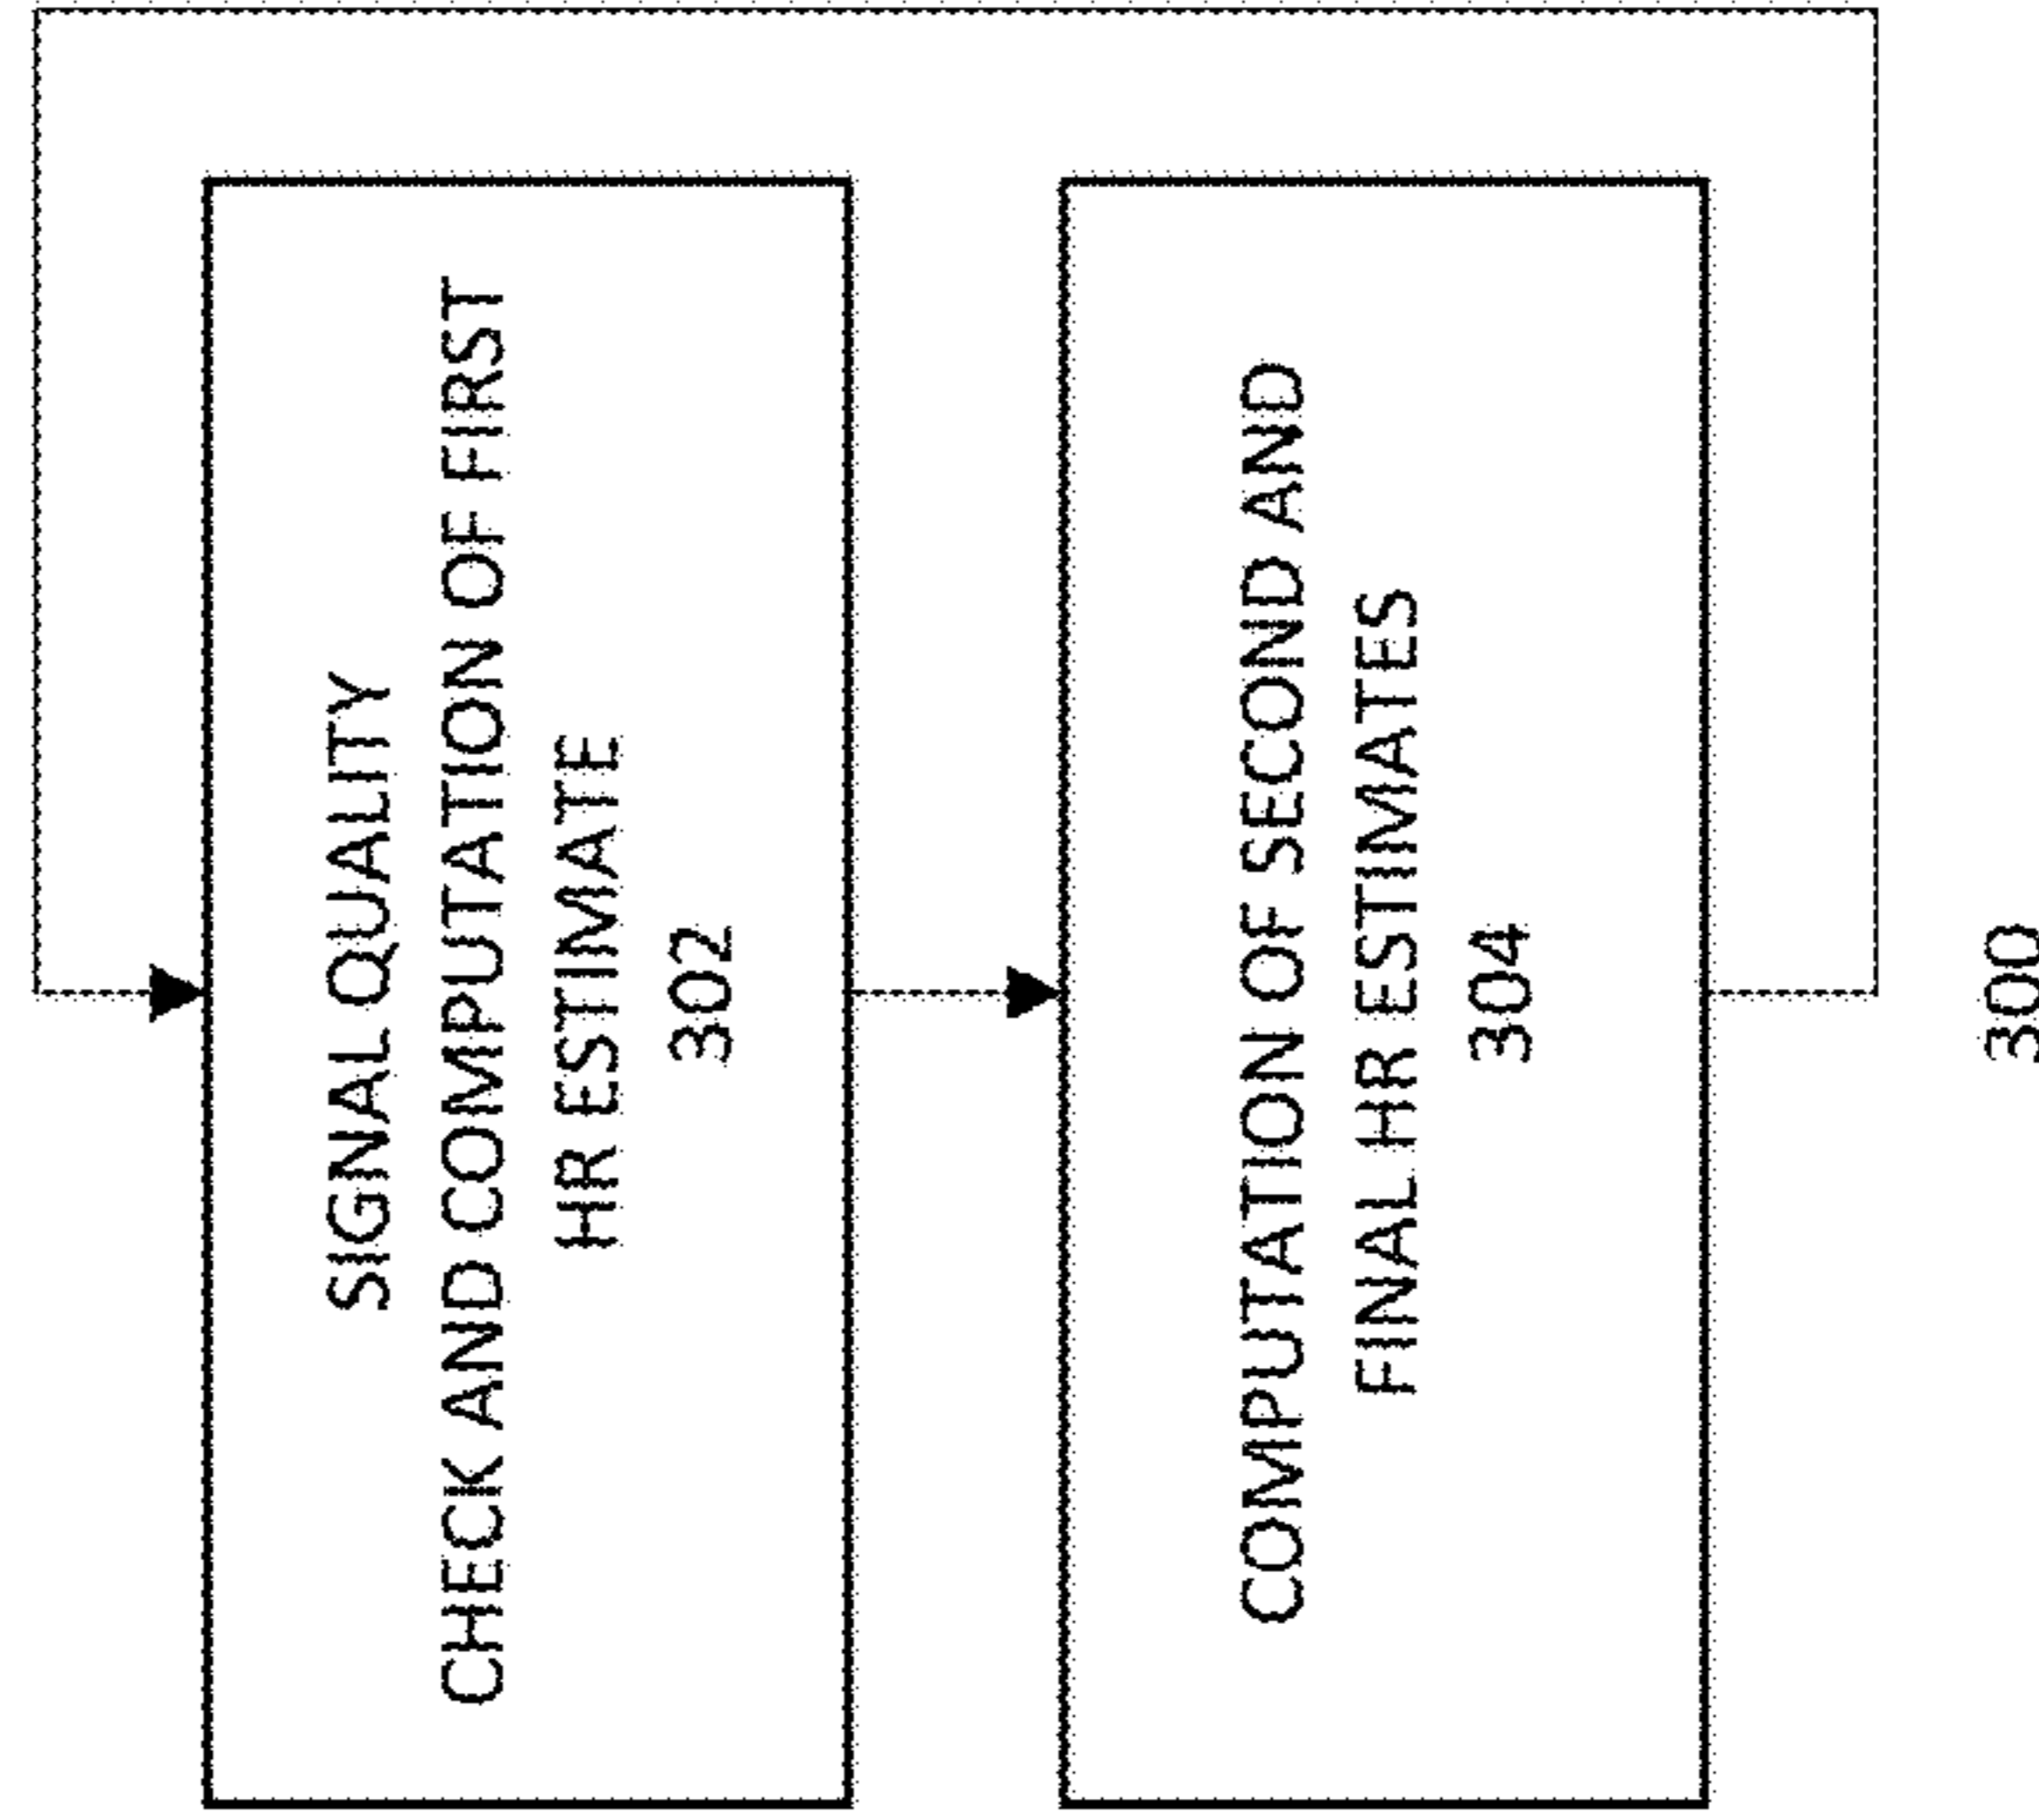 SIGNAL QUALITY
CHECK AND COMPUTATION OF FIRST
HR ESTIMATE
302
COMPUTATION OF SECOND AND
FINAL HR ESTIMATES
304
300